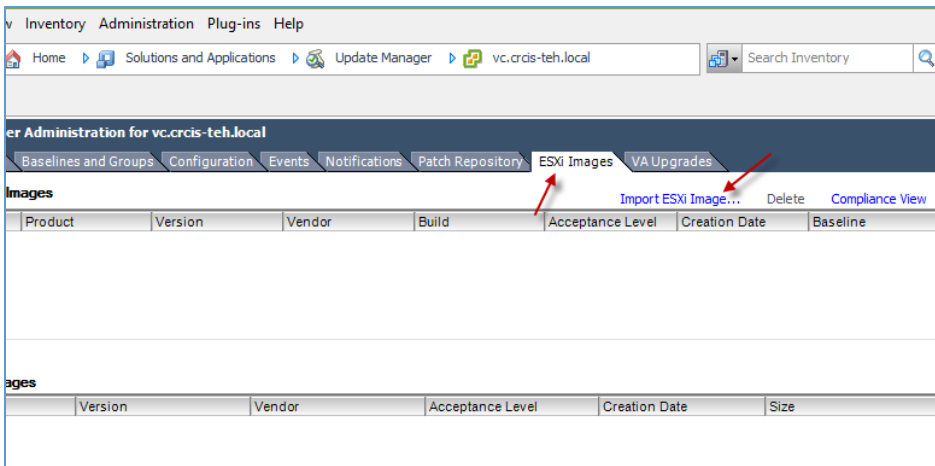 v Inventory Administration Plug-ins Help
Home Solutions and Applications Update Manager vc.crcis-teh.local Search Inventory
er Administration for vc.crcis-teh.local
Baselines and Groups Configuration Events Notifications Patch Repository ESXi Images VA Upgrades
Images Import ESXi Image... Delete Compliance View
Product Version Vendor Build Acceptance Level Creation Date Baseline
ages
Version Vendor Acceptance Level Creation Date Size